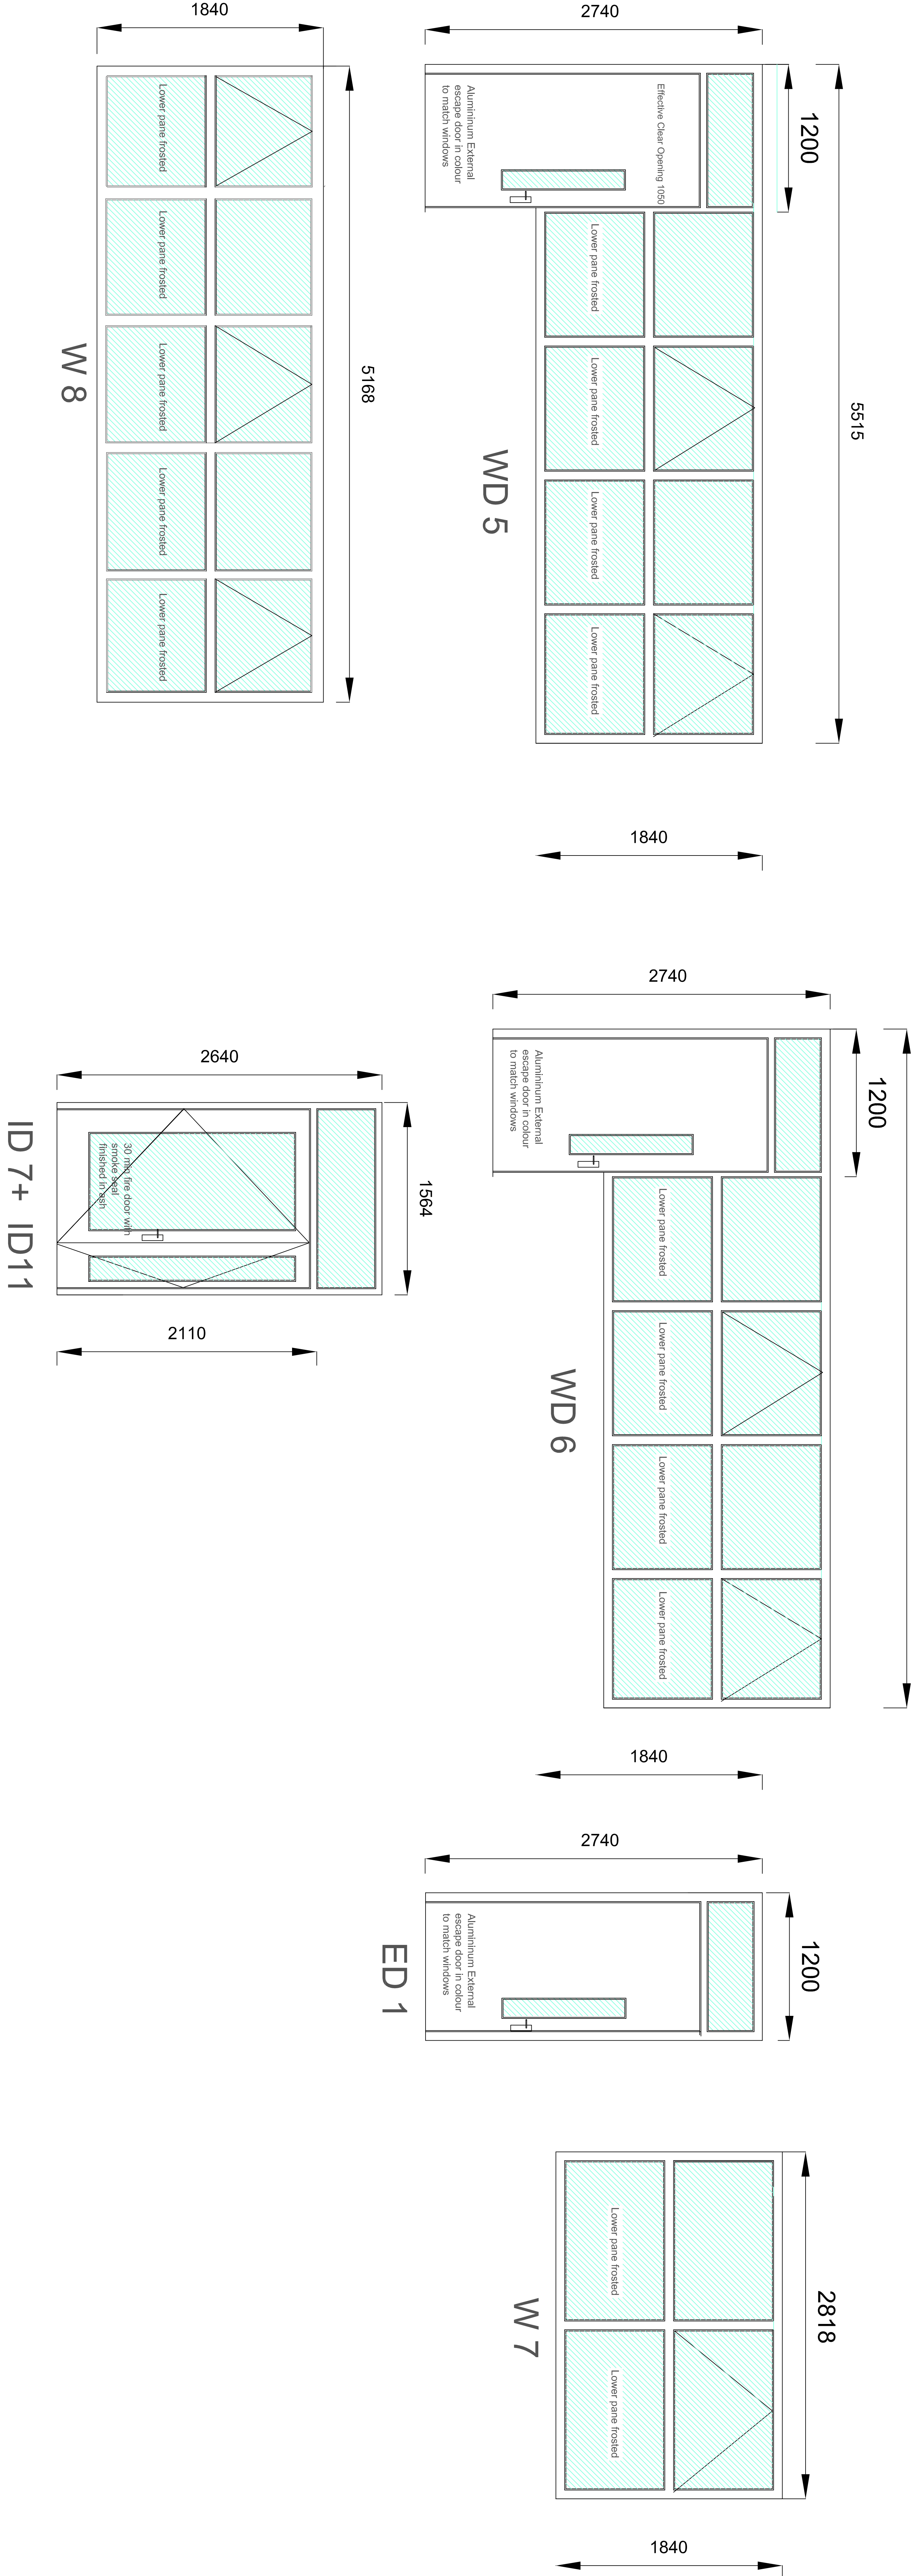 2740
5515
1200
Effective Clear Opening 1050
Alumininum External
escape door in colour
to match windows
Lower pane frosted
Lower pane frosted
Lower pane frosted
Lower pane frosted
WD 5
1840
2740
1200
Alumininum External
escape door in colour
to match windows
Lower pane frosted
Lower pane frosted
Lower pane frosted
Lower pane frosted
WD 6
1840
2740
1200
Alumininum External
escape door in colour
to match windows
ED 1
2818
Lower pane frosted
Lower pane frosted
W 7
1840
1840
5168
Lower pane frosted
Lower pane frosted
Lower pane frosted
Lower pane frosted
Lower pane frosted
W 8
2640
1564
30 min fire door with
smoke seal
finished in ash
2110
ID 7+ ID11